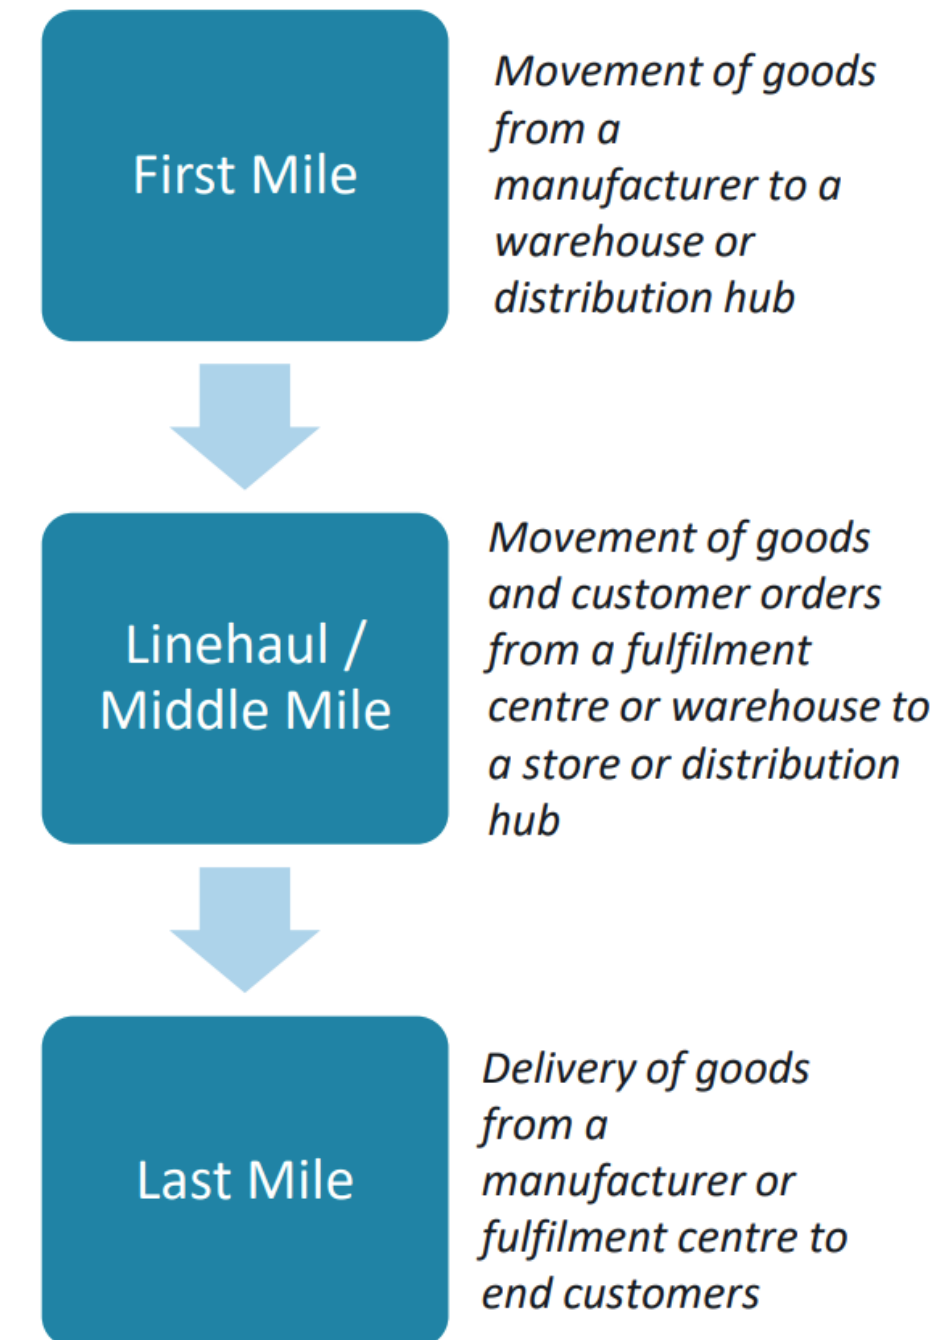 First Mile
Movement of goods
from a
manufacturer to a
warehouse or
distribution hub
Linehaul /
Middle Mile
Movement of goods
and customer orders
from a fulfilment
centre or warehouse to
a store or distribution
hub
Last Mile
Delivery of goods
from a
manufacturer or
fulfilment centre to
end customers